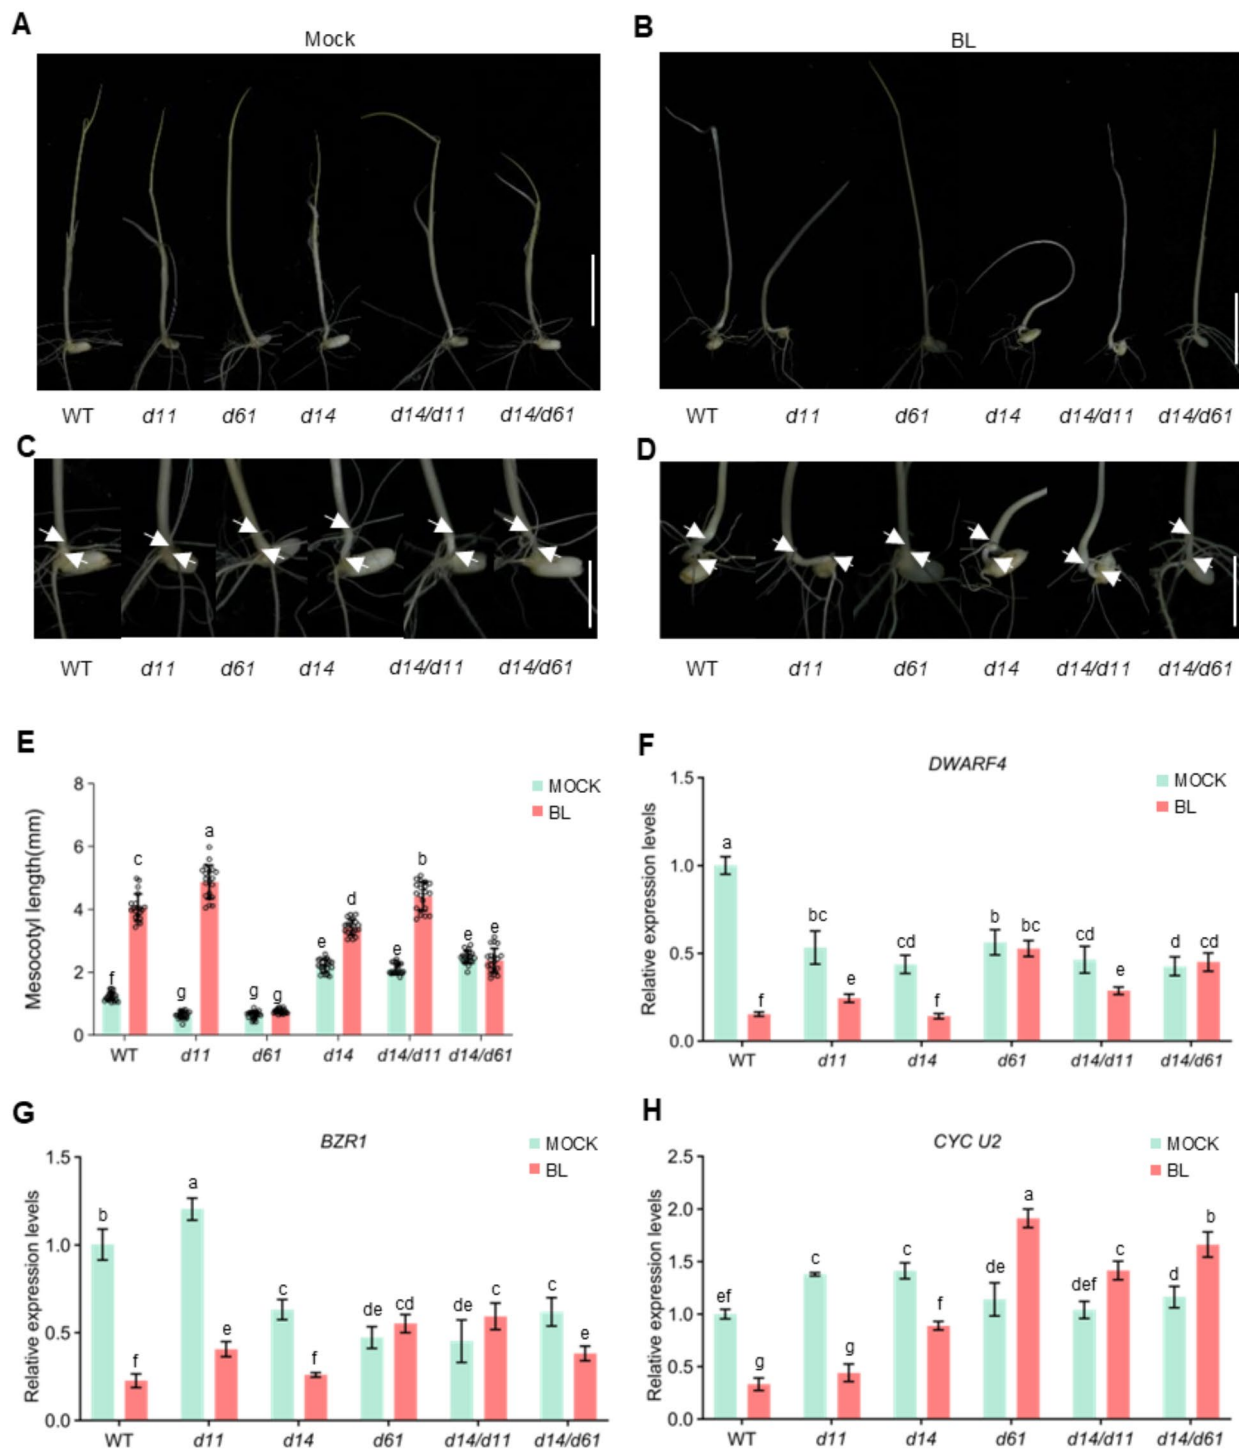 A
Mock
WT d11 d61 d14 d14/d11 d14/d61
B
BL
WT d11 d61 d14 d14/d11 d14/d61
C
WT d11 d61 d14 d14/d11 d14/d61
D
WT d11 d61 d14 d14/d11 d14/d61
E
Mesocotyl length(mm)
8
6
4
2
0
MOCK
BL
f c g a g g e d e b e e
WT d11 d61 d14 d14/d11 d14/d61
F
DWARF4
Relative expression levels
1.5
1.0
0.5
0.0
MOCK
BL
a f bc e cd f b bc cd e d cd
WT d11 d14 d61 d14/d11 d14/d61
G
BZR1
Relative expression levels
1.5
1.0
0.5
0.0
MOCK
BL
b f a e c f de cd de c c e
WT d11 d14 d61 d14/d11 d14/d61
H
CYC U2
Relative expression levels
2.5
2.0
1.5
1.0
0.5
0.0
MOCK
BL
ef g c g c f de a def c d b
WT d11 d14 d61 d14/d11 d14/d61